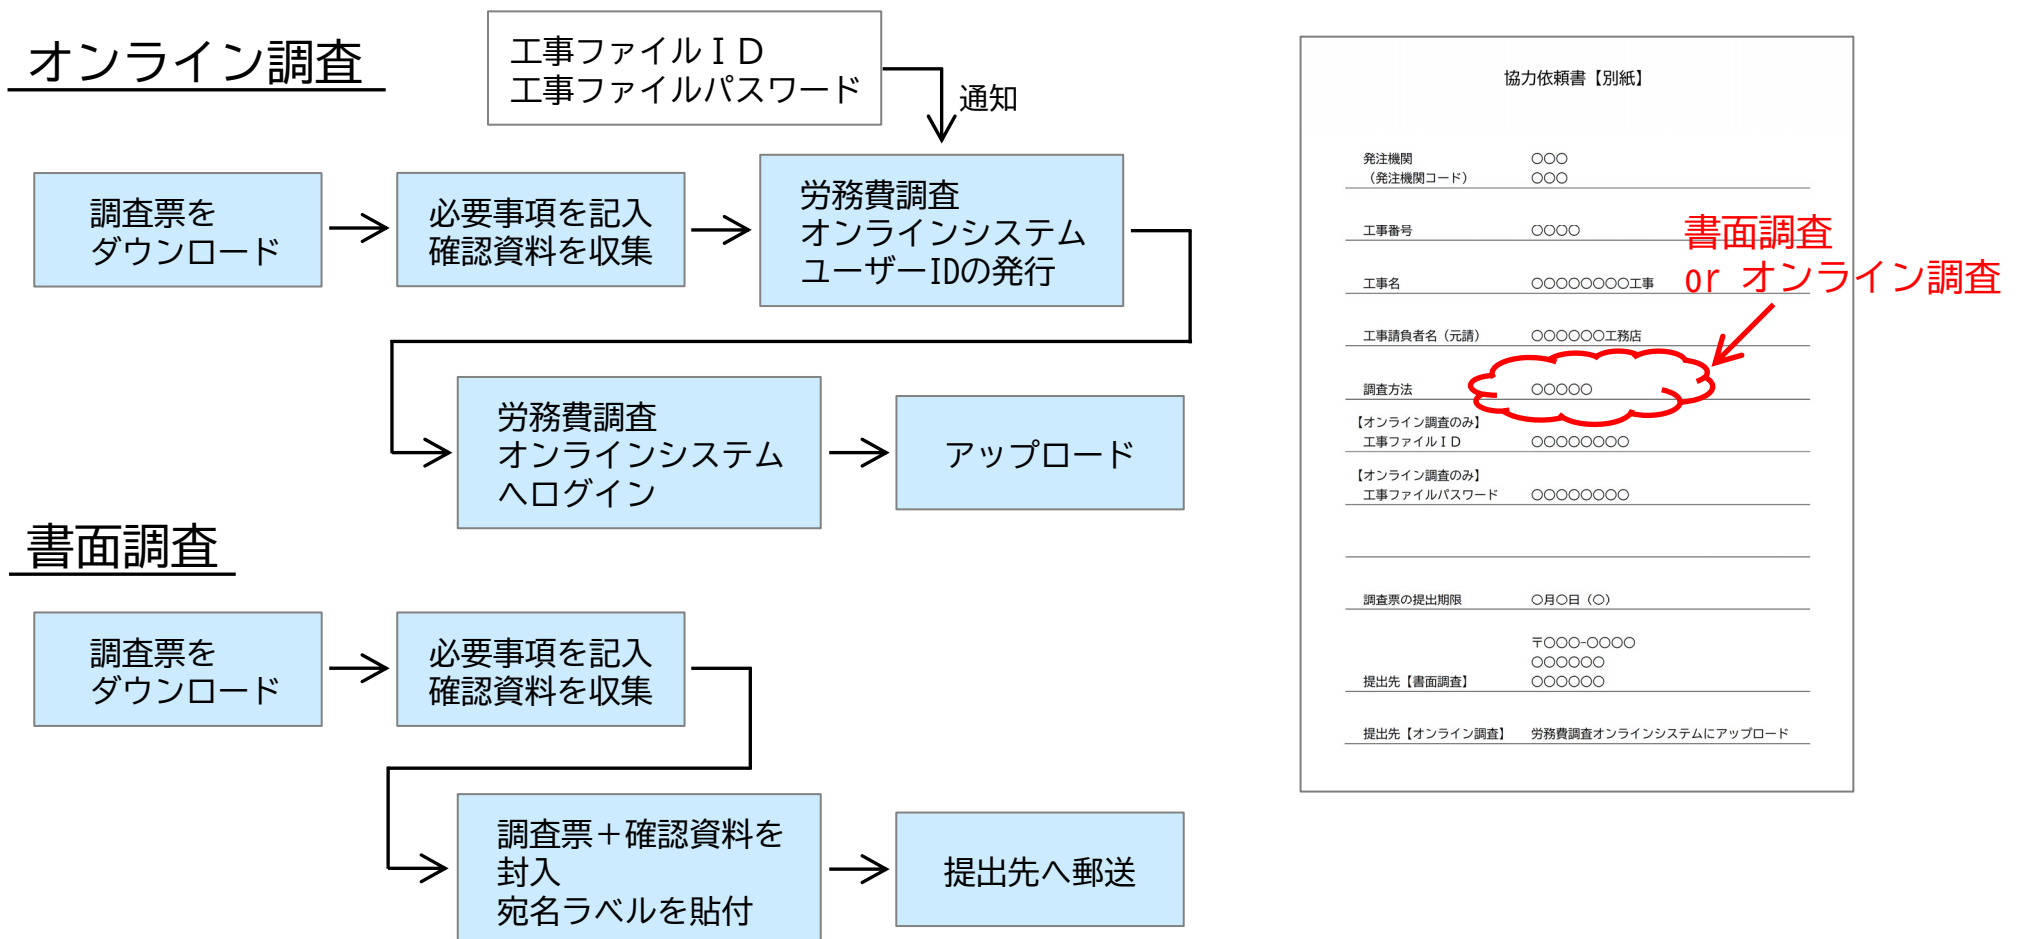 オンライン調査
工事ファイルＩＤ
工事ファイルパスワード
通知
調査票を
ダウンロード
必要事項を記入
確認資料を収集
労務費調査
オンラインシステム
ユーザーIDの発行
労務費調査
オンラインシステム
へログイン
アップロード
書面調査
調査票を
ダウンロード
必要事項を記入
確認資料を収集
調査票＋確認資料を
封入
宛名ラベルを貼付
提出先へ郵送
協力依頼書【別紙】
発注機関 〇〇〇
（発注機関コード） 〇〇〇
工事番号 〇〇〇〇
書面調査
or オンライン調査
工事名 〇〇〇〇〇〇〇〇工事
工事請負者名（元請） 〇〇〇〇〇〇工務店
調査方法 〇〇〇〇〇
【オンライン調査のみ】
工事ファイルＩＤ 〇〇〇〇〇〇〇〇
【オンライン調査のみ】
工事ファイルパスワード 〇〇〇〇〇〇〇〇
調査票の提出期限 〇月〇日（〇）
〒〇〇〇-〇〇〇〇
〇〇〇〇〇〇
提出先【書面調査】 〇〇〇〇〇〇
提出先【オンライン調査】 労務費調査オンラインシステムにアップロード